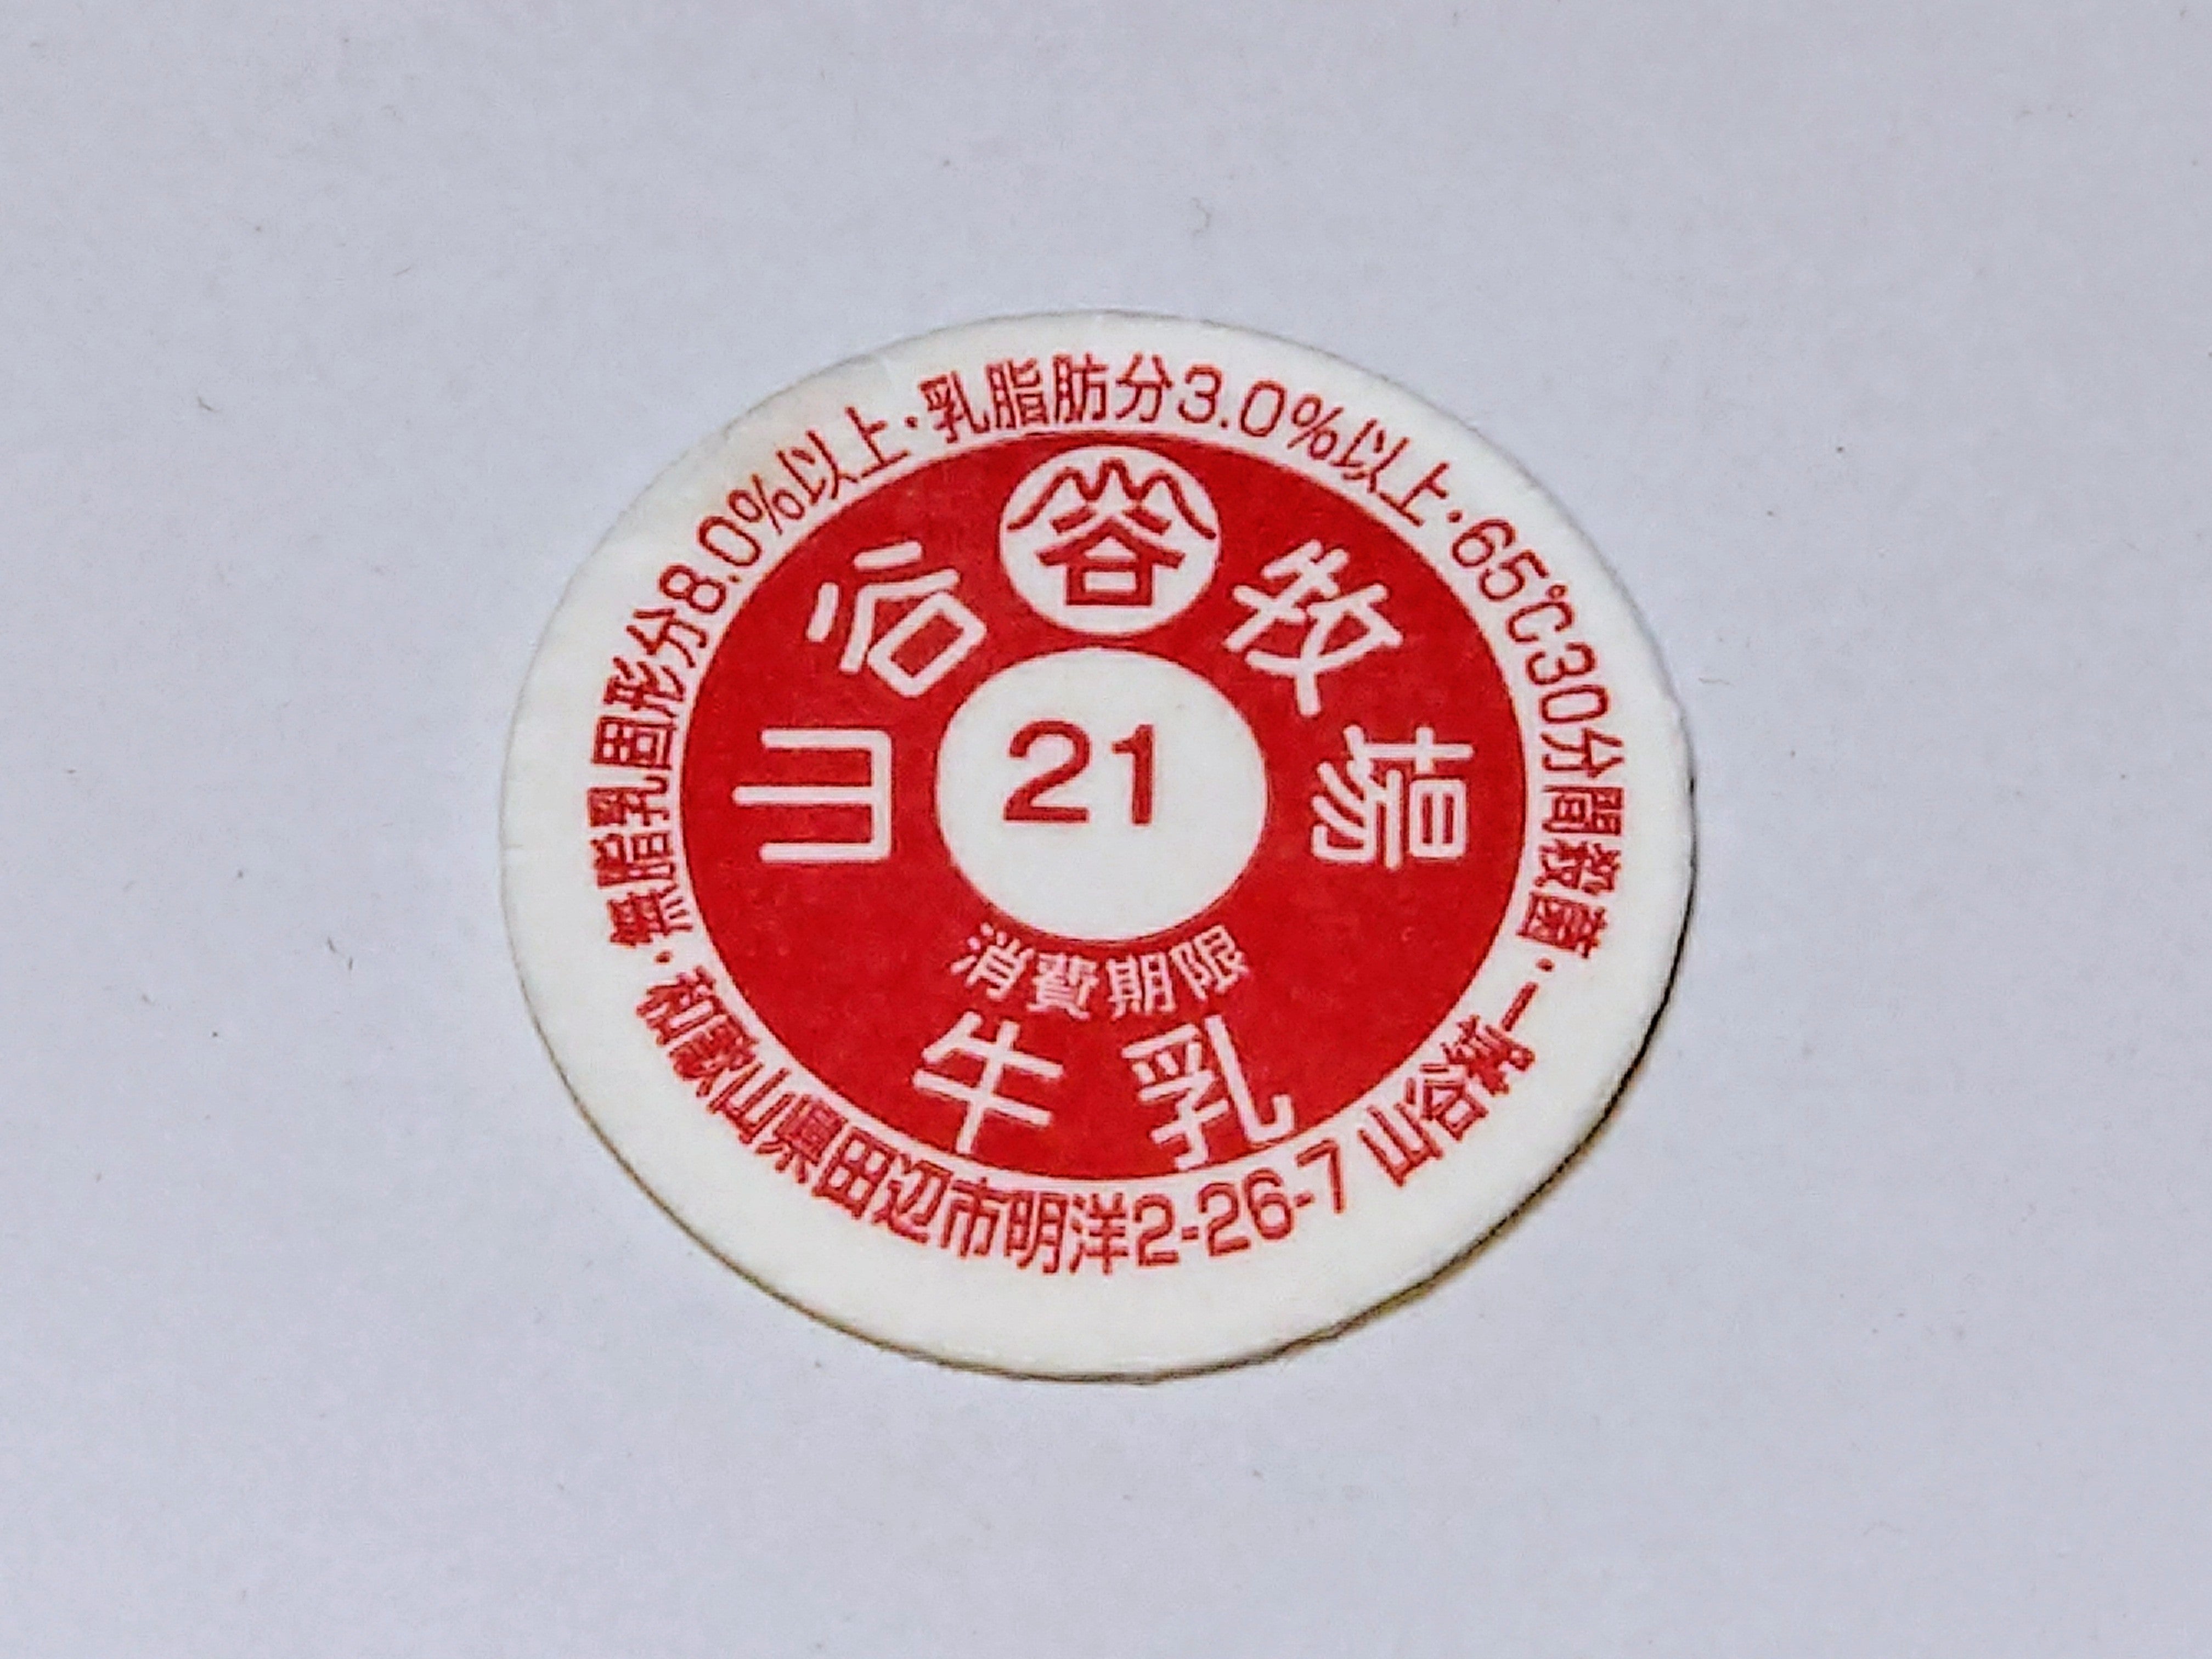 無脂乳固形分8.0%以上・乳脂肪分3.0%以上・65℃30分間殺菌・
和歌山県田辺市明洋2-26-7 山谷
谷
山谷牧場
21
消費期限
牛乳